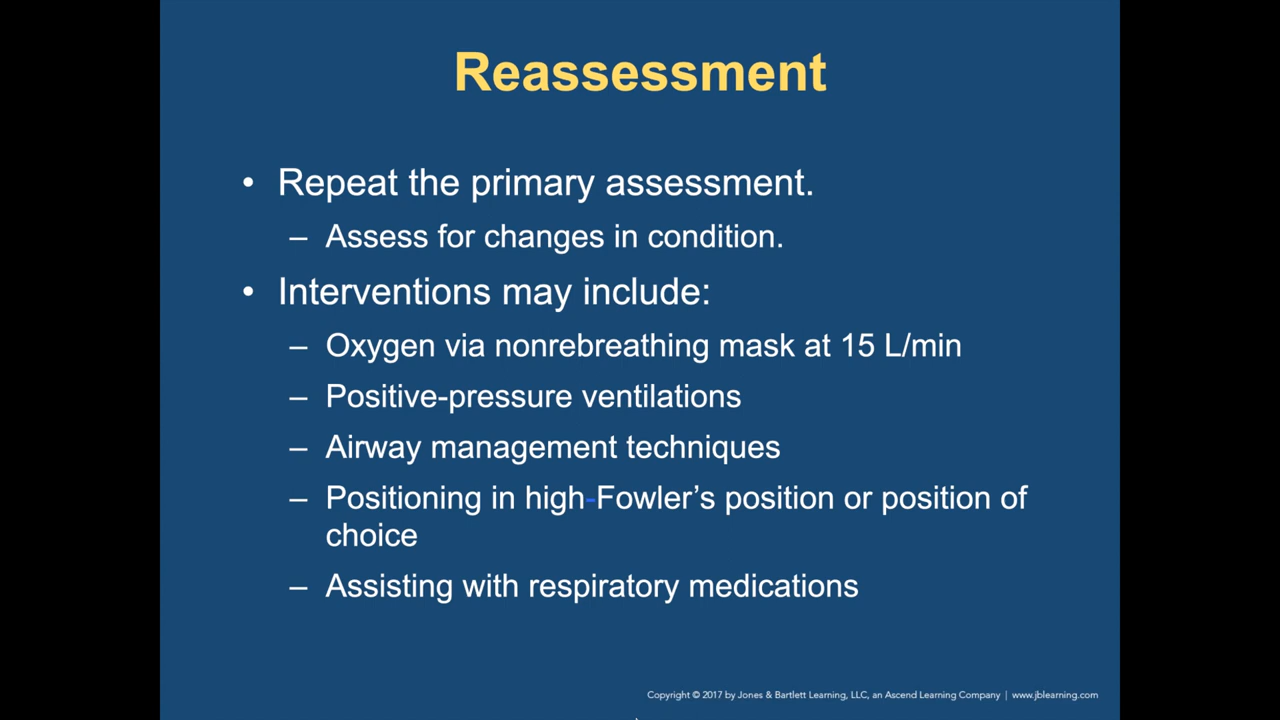 Reassessment
• Repeat the primary assessment.
– Assess for changes in condition.
• Interventions may include:
– Oxygen via nonrebreathing mask at 15 L/min
– Positive-pressure ventilations
– Airway management techniques
– Positioning in high-Fowler’s position or position of
choice
– Assisting with respiratory medications
Copyright © 2017 by Jones & Bartlett Learning, LLC, an Ascend Learning Company | www.jblearning.com